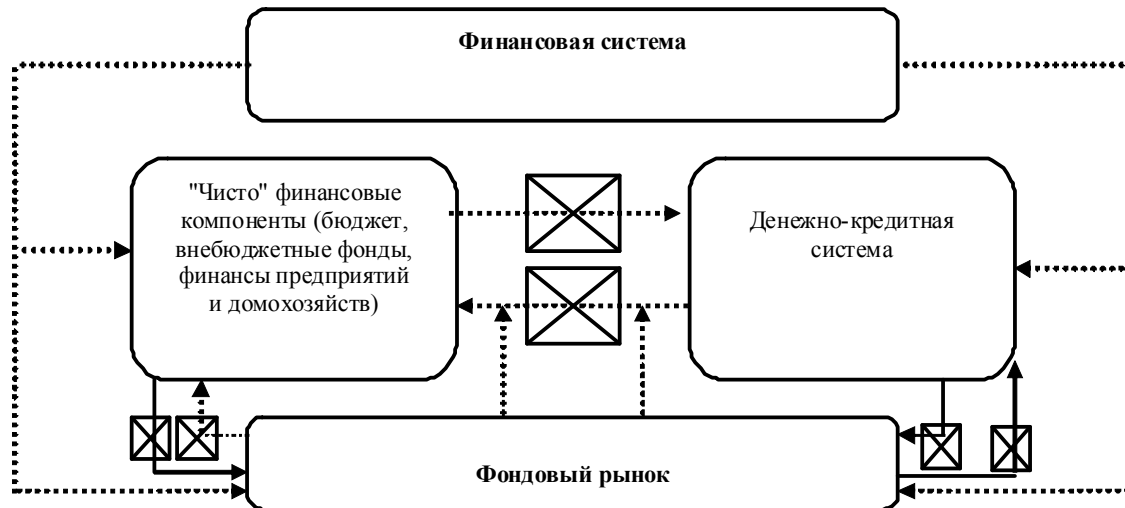 Финансовая система
"Чисто" финансовые
компоненты (бюджет,
внебюджетные фонды,
финансы предприятий
и домохозяйств)
Денежно-кредитная
система
Фондовый рынок